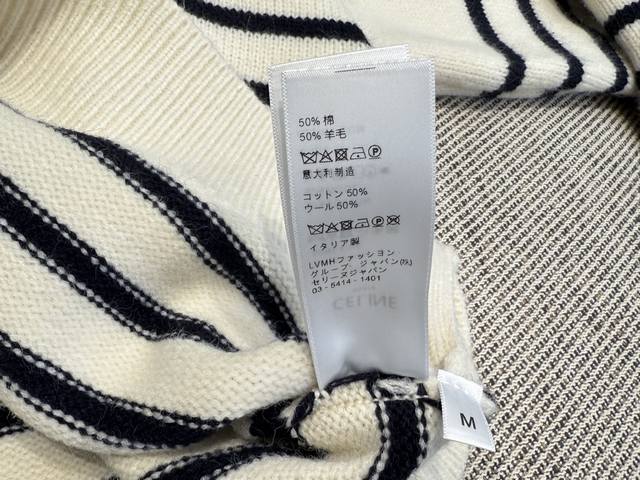 50% 棉
50% 羊毛
意大利制造
コットン 50%
ウール 50%
イタリア製
LVMHファッション
グループ ジャパン(株)
セリーヌジャパン
03-5414-1401
CELINE
M